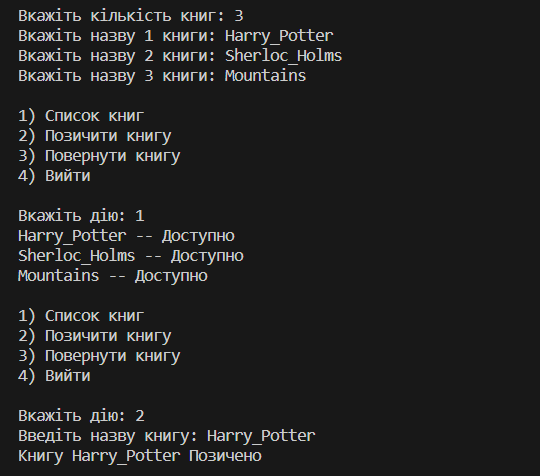 Вкажіть кількість книг: 3
Вкажіть назву 1 книги: Harry_Potter
Вкажіть назву 2 книги: Sherloc_Holms
Вкажіть назву 3 книги: Mountains
1) Список книг
2) Позичити книгу
3) Повернути книгу
4) Вийти
Вкажіть дію: 1
Harry_Potter -- Доступно
Sherloc_Holms -- Доступно
Mountains -- Доступно
1) Список книг
2) Позичити книгу
3) Повернути книгу
4) Вийти
Вкажіть дію: 2
Введіть назву книгу: Harry_Potter
Книгу Harry_Potter Позичено